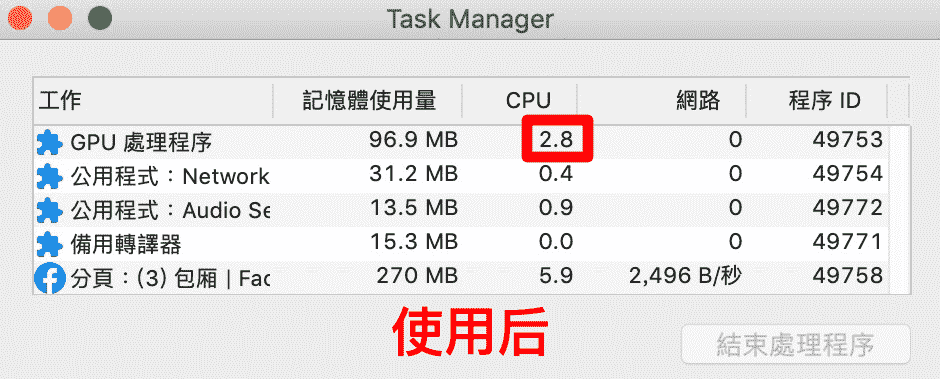 Task Manager
工作 記憶體使用量 CPU 網路 程序 ID
GPU 處理程序 96.9 MB 2.8 0 49753
公用程式：Network 31.2 MB 0.4 0 49754
公用程式：Audio Se 13.5 MB 0.9 0 49772
備用轉譯器 15.3 MB 0.0 0 49771
分頁：(3) 包廂 | Fac 270 MB 5.9 2,496 B/秒 49758
使用后
結束處理程序